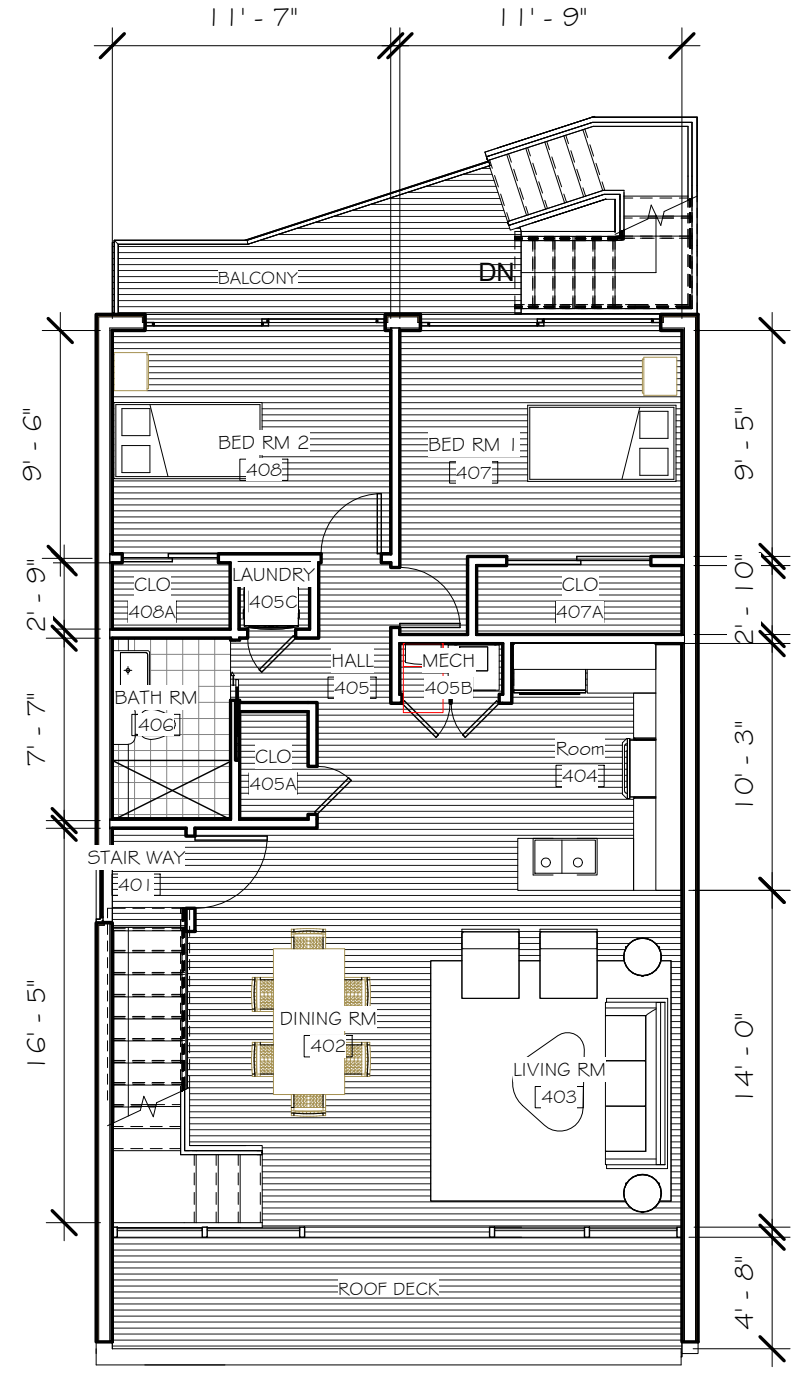 11' - 7"
11' - 9"
BALCONY
DN
9' - 6"
BED RM 2
408
BED RM 1
407
9' - 5"
2' - 9"
CLO
408A
LAUNDRY
405C
CLO
407A
2' - 10"
HALL
405
MECH
405B
7' - 7"
BATH RM
406
CLO
405A
Room
404
10' - 3"
STAIR WAY
401
16' - 5"
DINING RM
402
LIVING RM
403
14' - 0"
ROOF DECK
4' - 8"